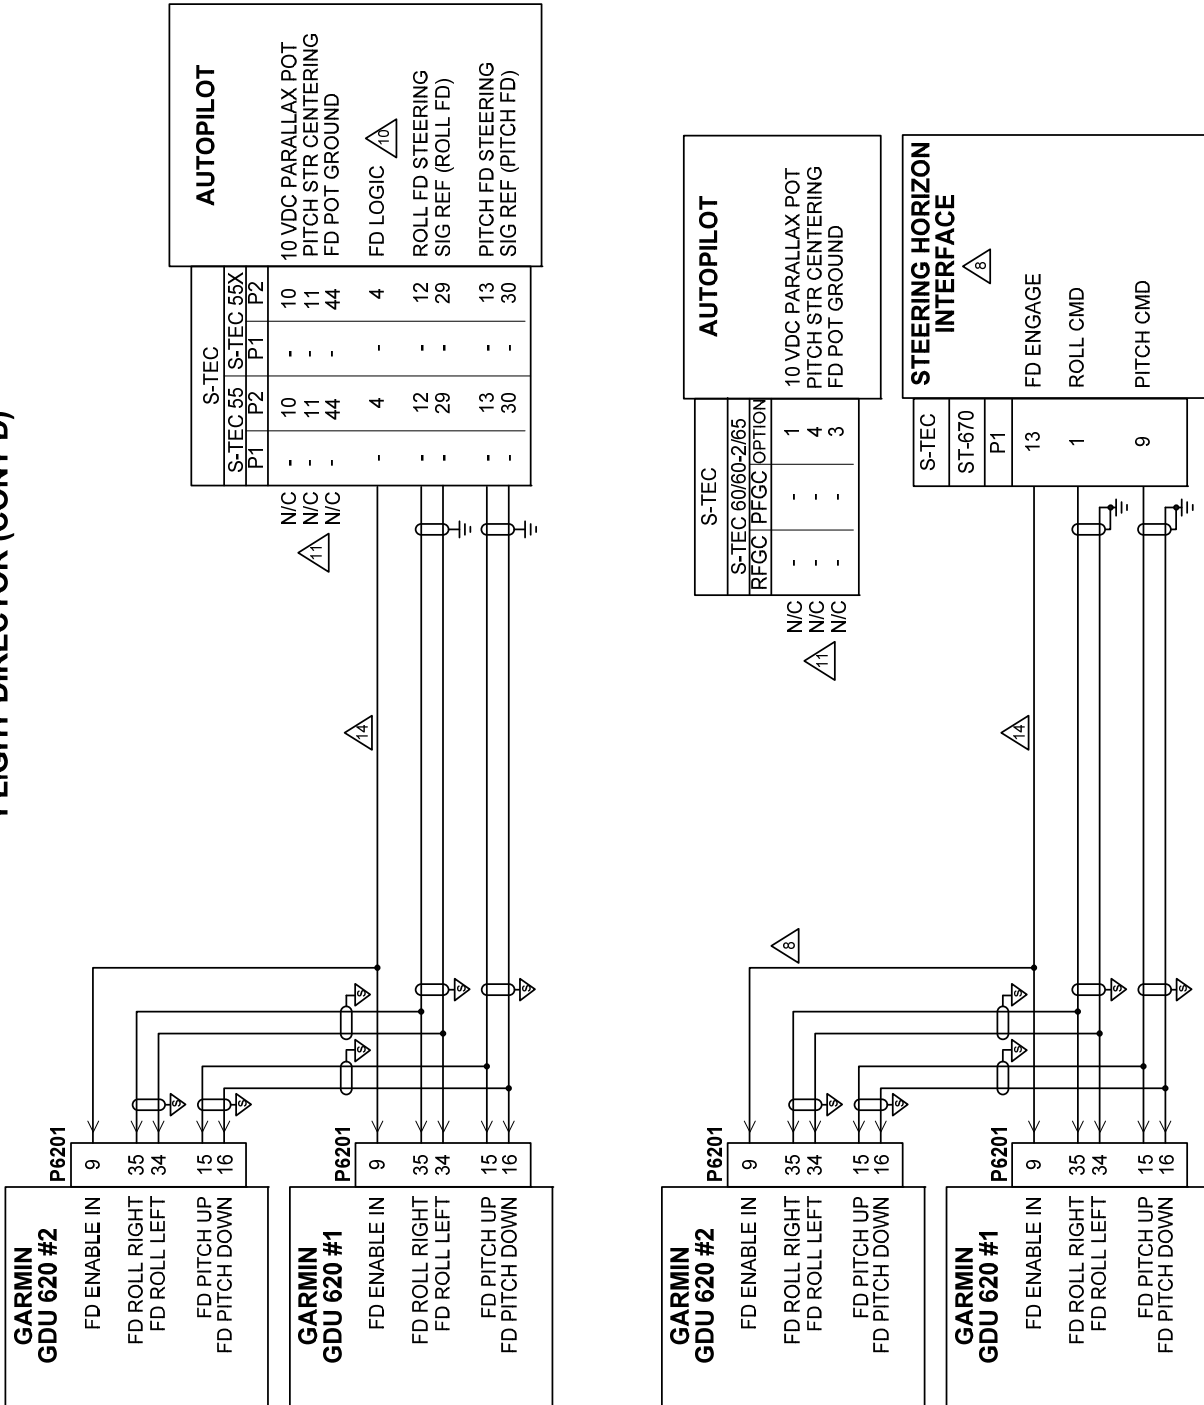 FLIGHT DIRECTOR (CONT'D)
GARMIN
GDU 620 #2
FD ENABLE IN
FD ROLL RIGHT
FD ROLL LEFT
FD PITCH UP
FD PITCH DOWN
P6201
9
35
34
15
16
S
S
GARMIN
GDU 620 #1
FD ENABLE IN
FD ROLL RIGHT
FD ROLL LEFT
FD PITCH UP
FD PITCH DOWN
P6201
9
35
34
15
16
S
S
S
S
14
11
N/C
N/C
N/C
S-TEC
S-TEC 55 S-TEC 55X
P1 P2 P1 P2
- 10 - 10
- 11 - 11
- 44 - 44
- 4 - 4
- 12 - 12
- 29 - 29
- 13 - 13
- 30 - 30
AUTOPILOT
10 VDC PARALLAX POT
PITCH STR CENTERING
FD POT GROUND
FD LOGIC 10
ROLL FD STEERING
SIG REF (ROLL FD)
PITCH FD STEERING
SIG REF (PITCH FD)
GARMIN
GDU 620 #2
FD ENABLE IN
FD ROLL RIGHT
FD ROLL LEFT
FD PITCH UP
FD PITCH DOWN
P6201
9
35
34
15
16
S
S
8
GARMIN
GDU 620 #1
FD ENABLE IN
FD ROLL RIGHT
FD ROLL LEFT
FD PITCH UP
FD PITCH DOWN
P6201
9
35
34
15
16
S
S
S
S
14
11
N/C
N/C
N/C
S-TEC
S-TEC 60/60-2/65
RFGC PFGC OPTION
- - 1
- - 4
- - 3
AUTOPILOT
10 VDC PARALLAX POT
PITCH STR CENTERING
FD POT GROUND
S-TEC
ST-670
P1
13
1
9
STEERING HORIZON
INTERFACE
8
FD ENGAGE
ROLL CMD
PITCH CMD